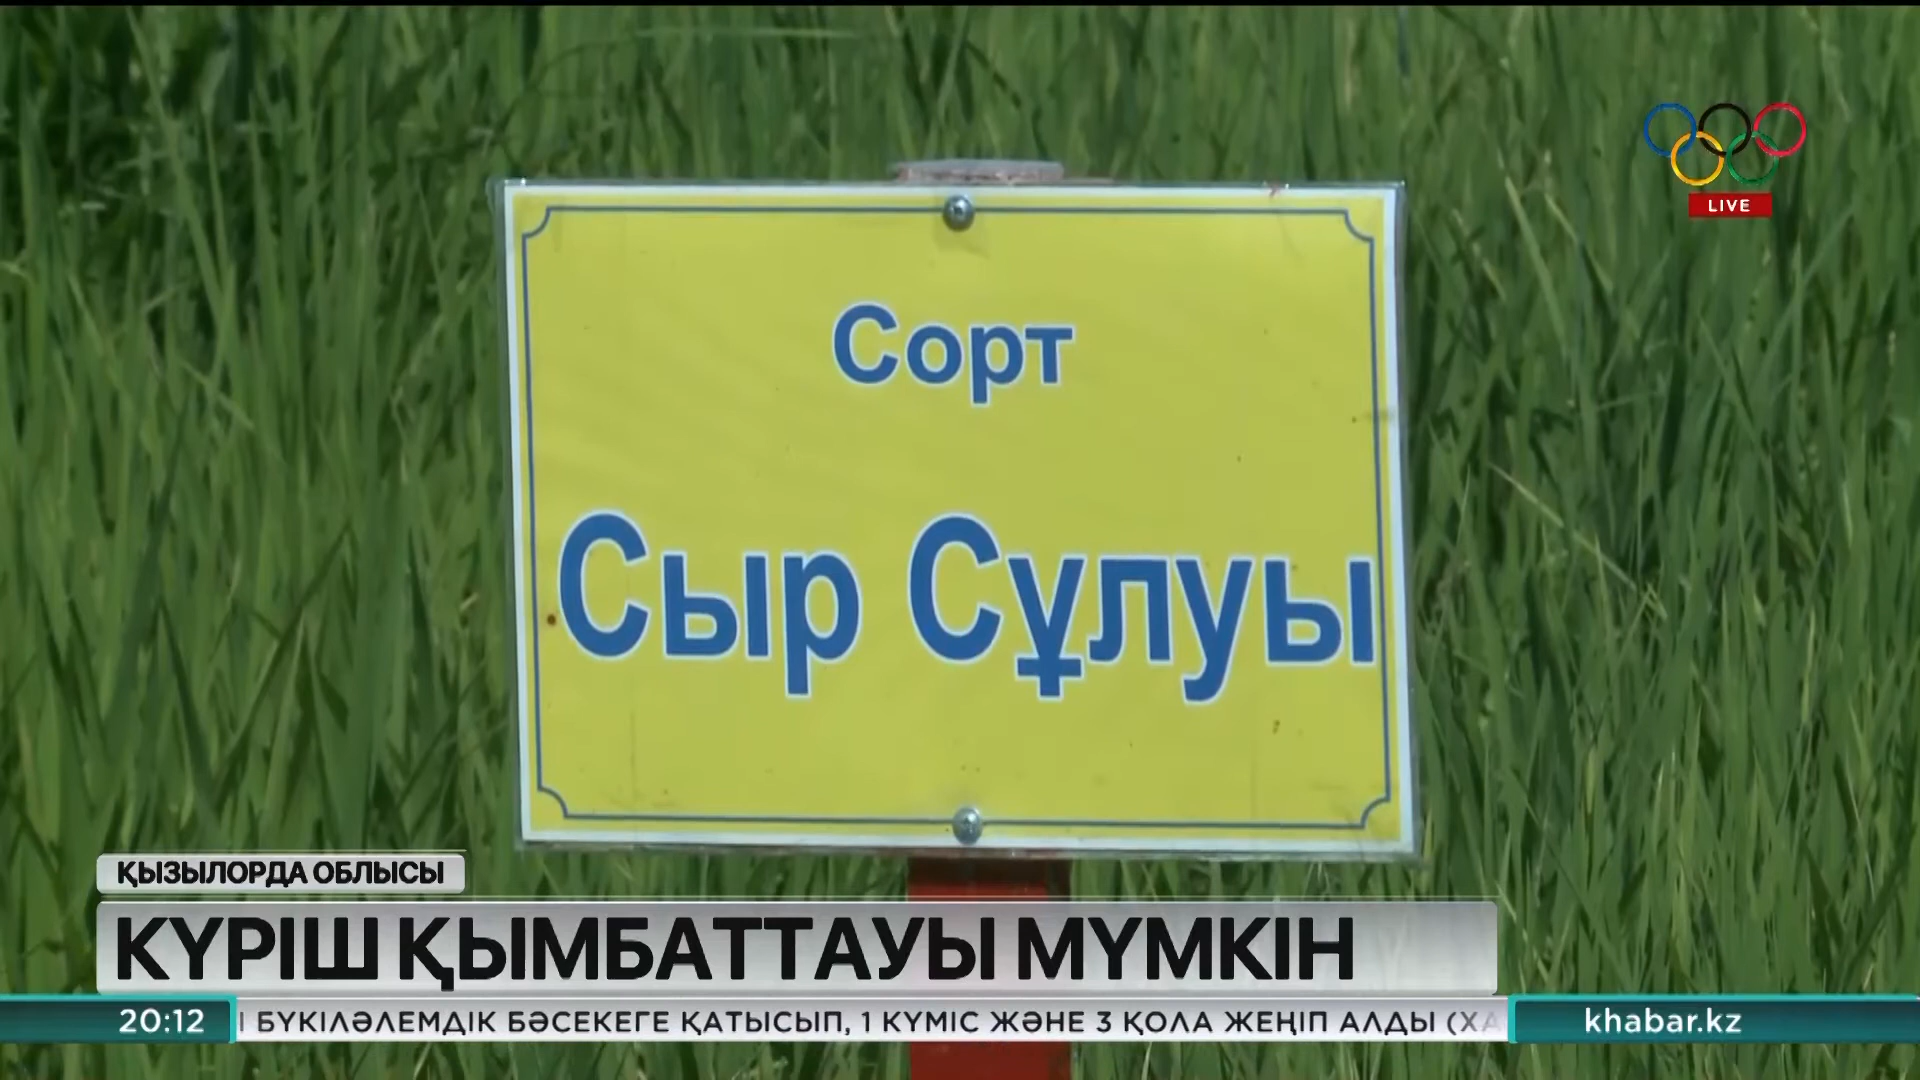 LIVE
Сорт
Сыр Сұлуы
ҚЫЗЫЛОРДА ОБЛЫСЫ
КҮРІШ ҚЫМБАТТАУЫ МҮМКІН
20:12 І БҮКІЛӘЛЕМДІК БӘСЕКЕГЕ ҚАТЫСЫП, 1 КҮМІС ЖӘНЕ 3 ҚОЛА ЖЕҢІП АЛДЫ (ХА khabar.kz